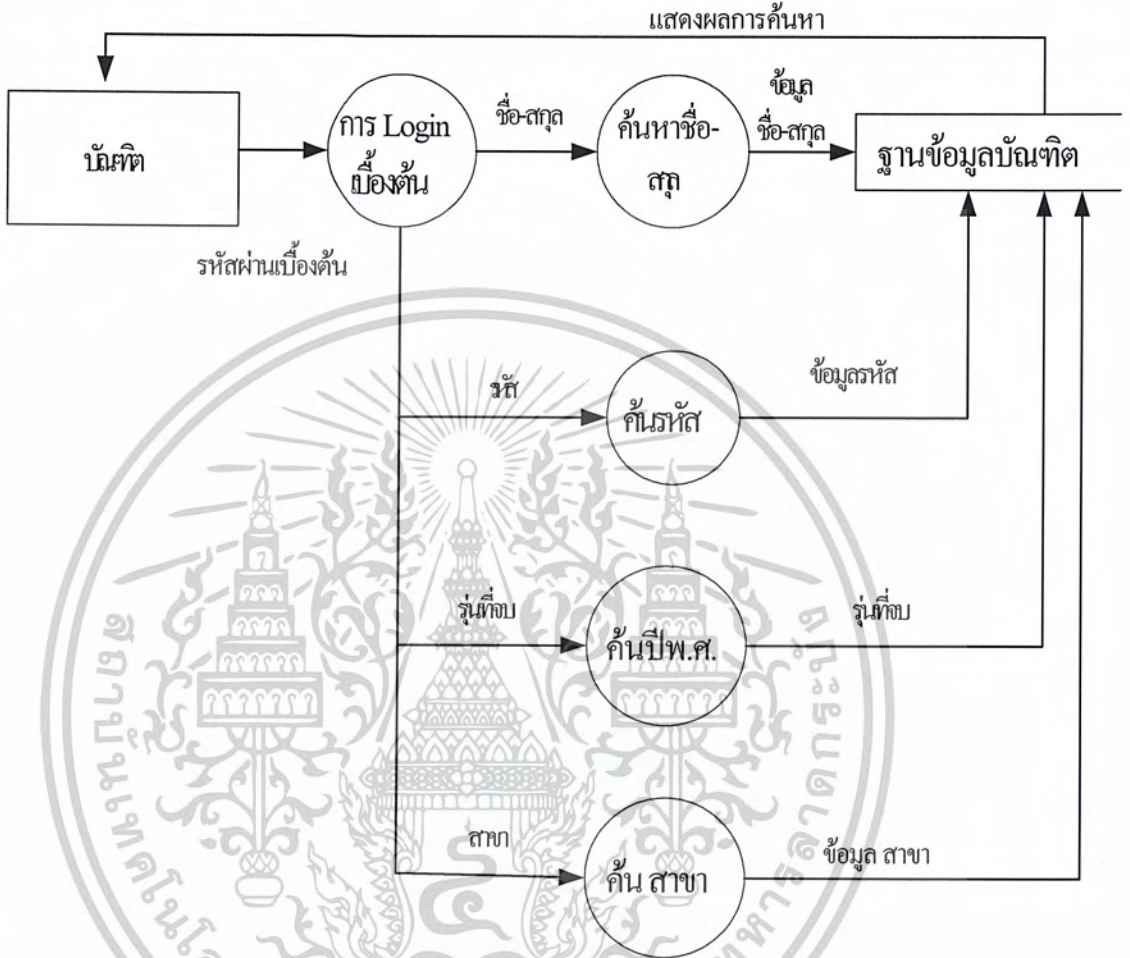 แสดงผลการค้นหา
บัณฑิต
การ Login
เบื้องต้น
ชื่อ-สกุล
ค้นหาชื่อ-
สกุล
ข้อมูล
ชื่อ-สกุล
ฐานข้อมูลบัณฑิต
รหัสผ่านเบื้องต้น
รหัส
ค้นรหัส
ข้อมูลรหัส
รุ่นที่จบ
ค้นปีพ.ศ.
รุ่นที่จบ
สาขา
ค้น สาขา
ข้อมูล สาขา